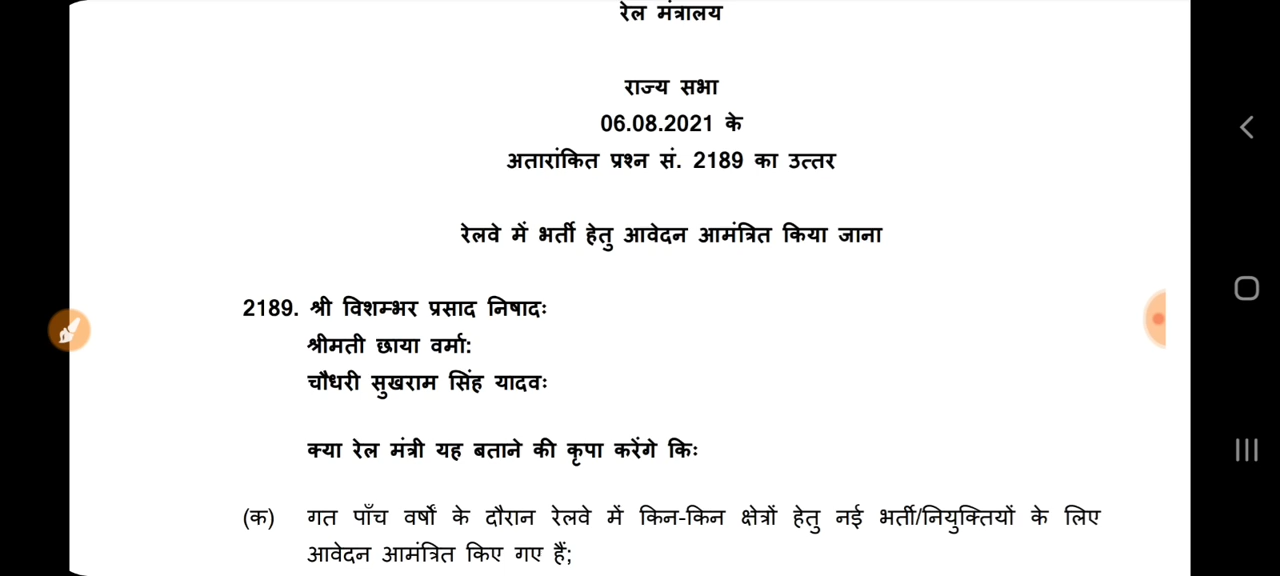 रेल मंत्रालय
राज्य सभा
06.08.2021 के
अतारांकित प्रश्न सं. 2189 का उत्तर
रेलवे में भर्ती हेतु आवेदन आमंत्रित किया जाना
2189. श्री विशम्भर प्रसाद निषादः
श्रीमती छाया वर्मा:
चौधरी सुखराम सिंह यादवः
क्या रेल मंत्री यह बताने की कृपा करेंगे किः
(क) गत पाँच वर्षों के दौरान रेलवे में किन-किन क्षेत्रों हेतु नई भर्ती/नियुक्तियों के लिए
आवेदन आमंत्रित किए गए हैं;